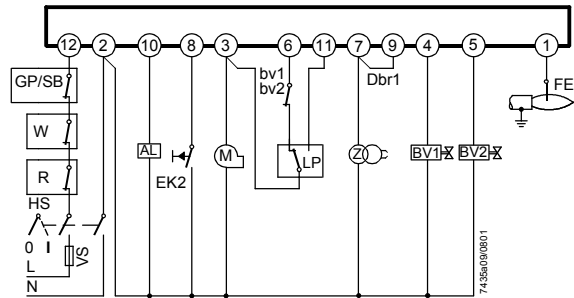 12 2 10 8 3 6 11 7 9 4 5 1
GP/SB
bv1
bv2
Dbr1
FE
W
AL
M
LP
Z
BV1
BV2
R
EK2
HS
0 I
VS
L
N
7435a09/0801